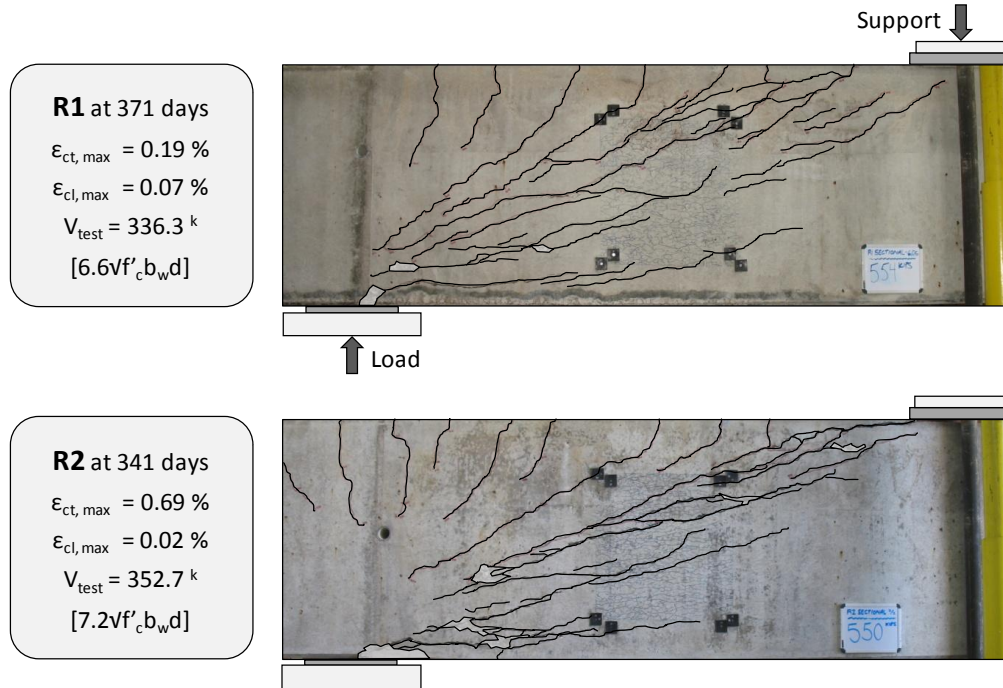 Support
R1 at 371 days
εct, max = 0.19 %
εcl, max = 0.07 %
Vtest = 336.3 k
[6.6√f'cbwd]
554 KIPS
Load
R2 at 341 days
εct, max = 0.69 %
εcl, max = 0.02 %
Vtest = 352.7 k
[7.2√f'cbwd]
550 KIPS